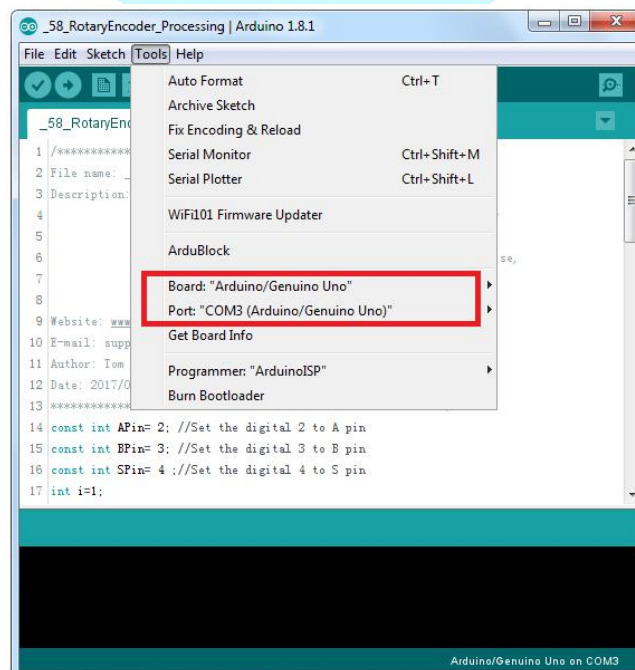 _58_RotaryEncoder_Processing | Arduino 1.8.1
File Edit Sketch Tools Help
_58_RotaryEnc
Auto Format Ctrl+T
Archive Sketch
Fix Encoding & Reload
Serial Monitor Ctrl+Shift+M
Serial Plotter Ctrl+Shift+L
WiFi101 Firmware Updater
ArduBlock
Board: "Arduino/Genuino Uno"
Port: "COM3 (Arduino/Genuino Uno)"
Get Board Info
Programmer: "ArduinoISP"
Burn Bootloader
1 /***********
2 File name: _
3 Description:
4
5
6 se,
7
8
9 Website: www
10 E-mail: supp
11 Author: Tom
12 Date: 2017/0
13 ************
14 const int APin= 2; //Set the digital 2 to A pin
15 const int BPin= 3; //Set the digital 3 to B pin
16 const int SPin= 4 ;//Set the digital 4 to S pin
17 int i=1;
Arduino/Genuino Uno on COM3